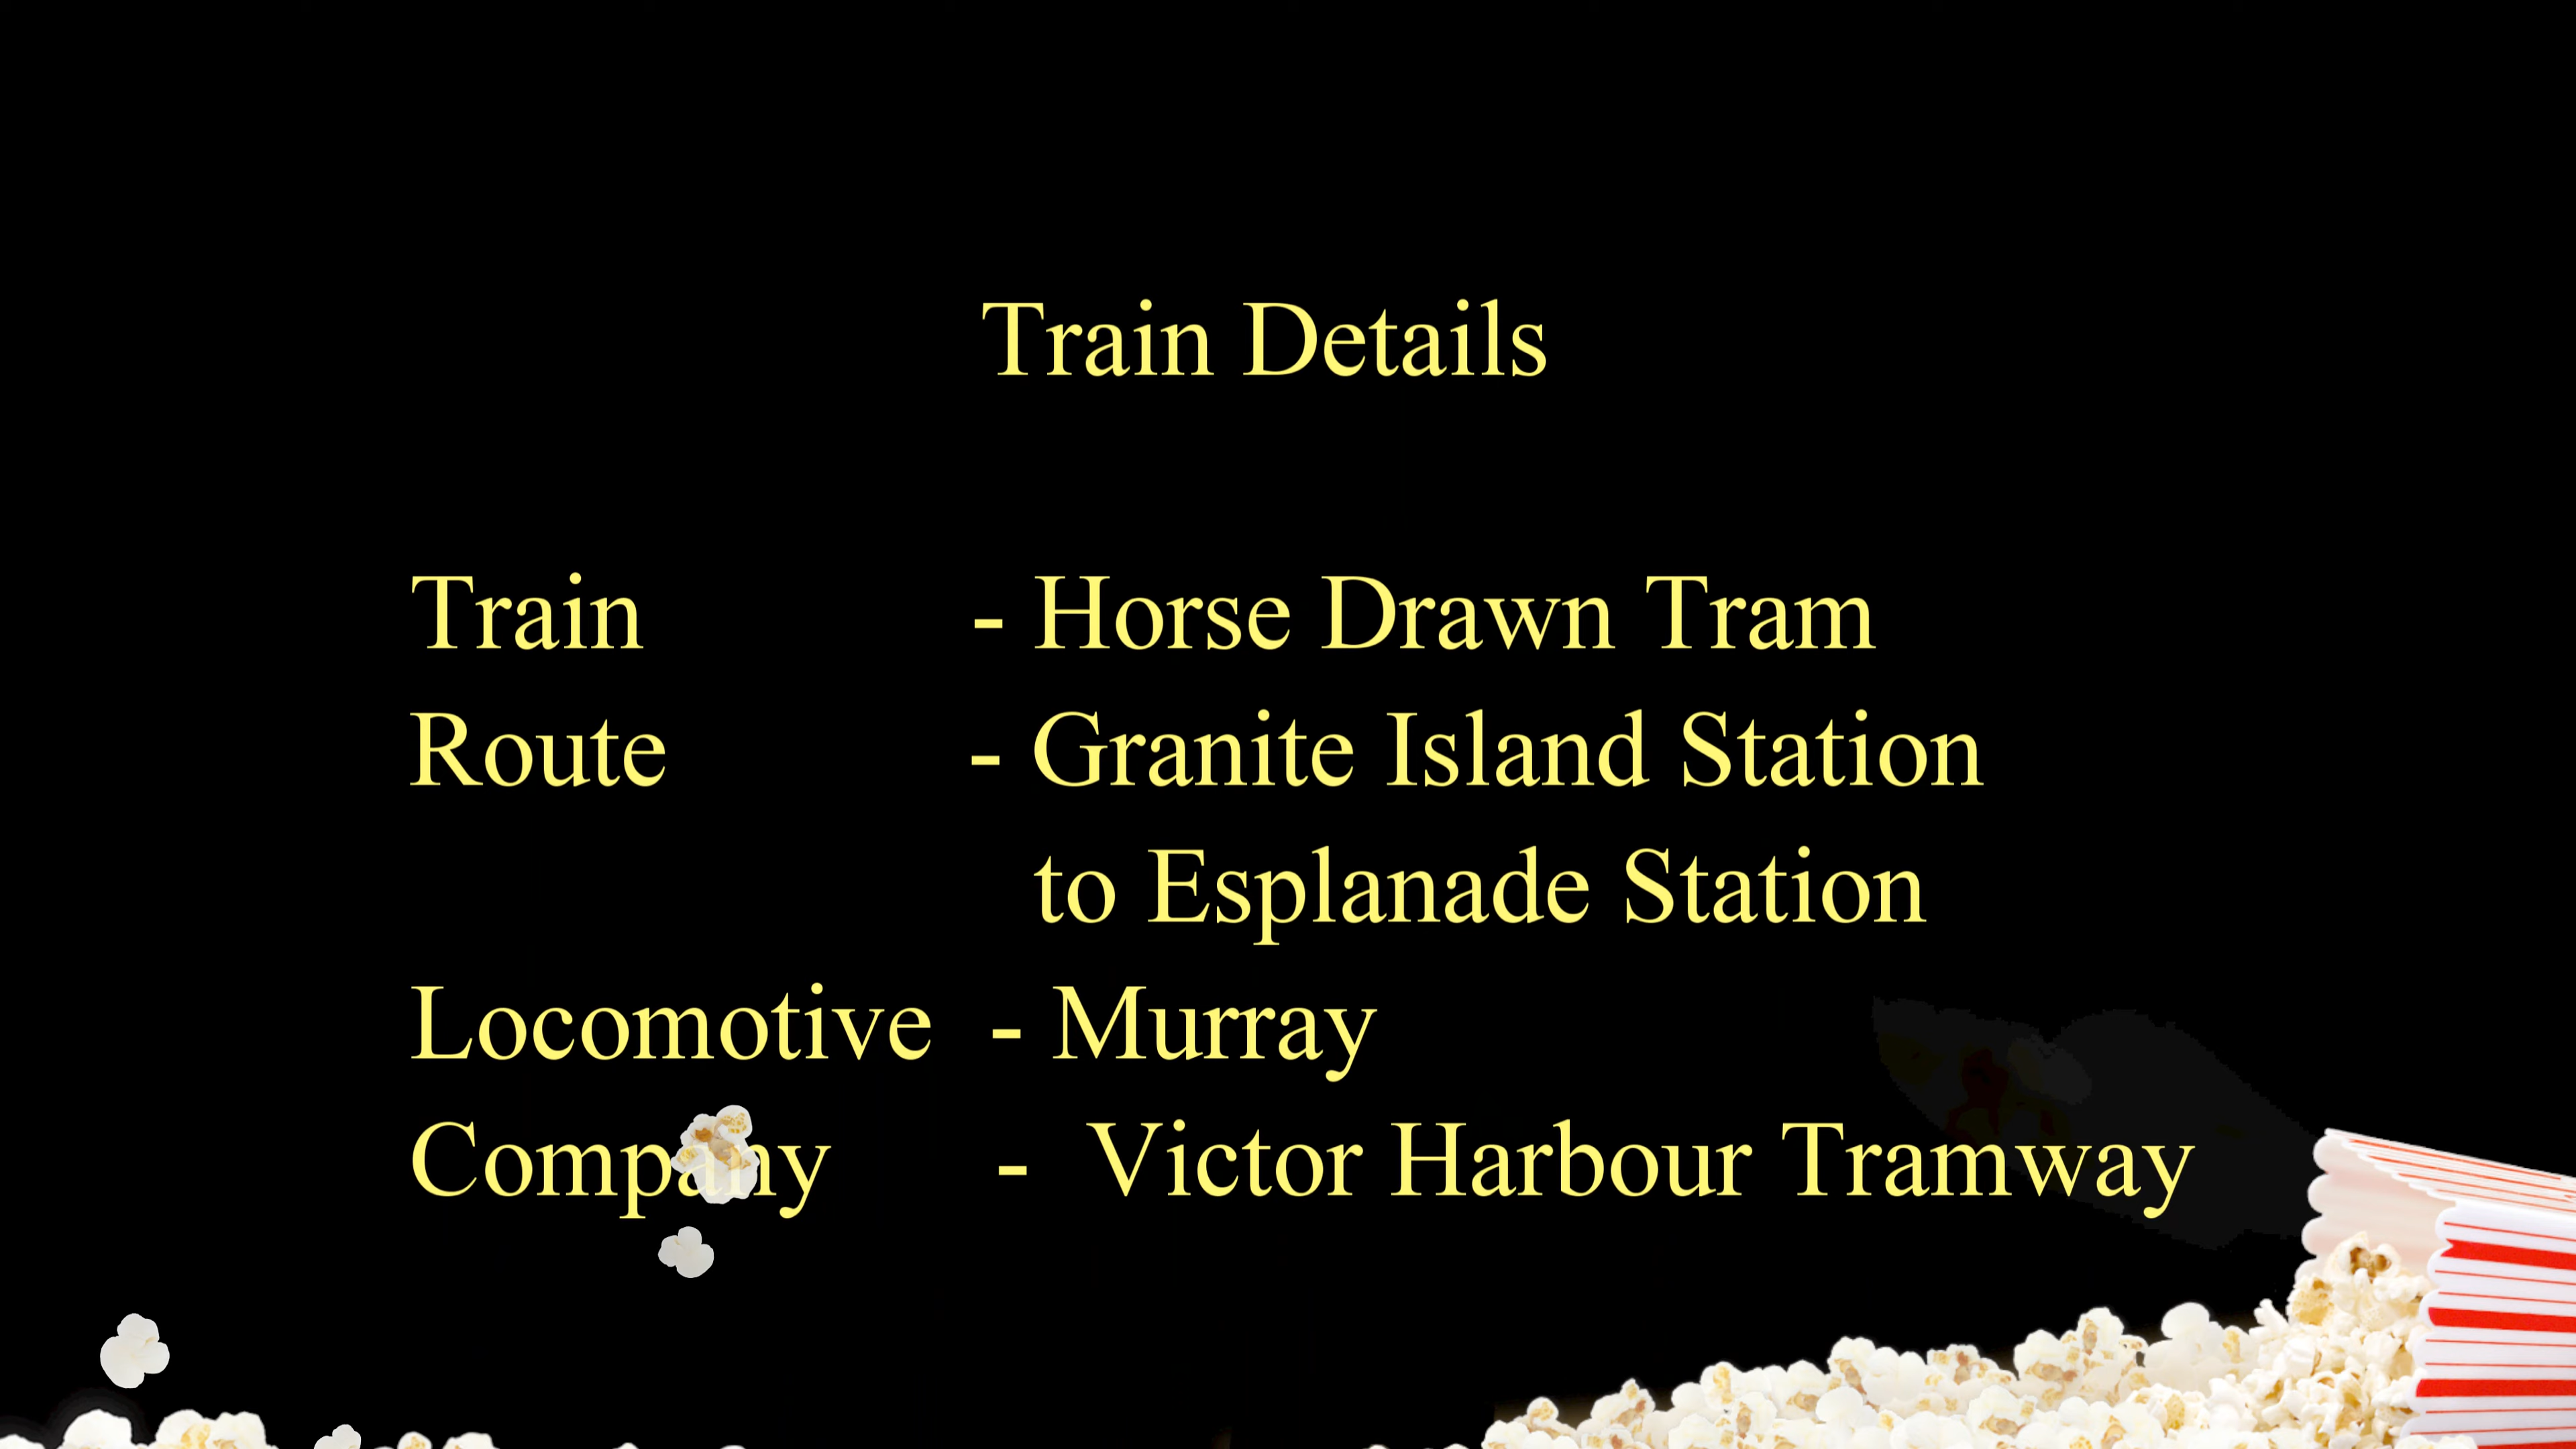 Train Details
Train - Horse Drawn Tram
Route - Granite Island Station
to Esplanade Station
Locomotive - Murray
Company - Victor Harbour Tramway